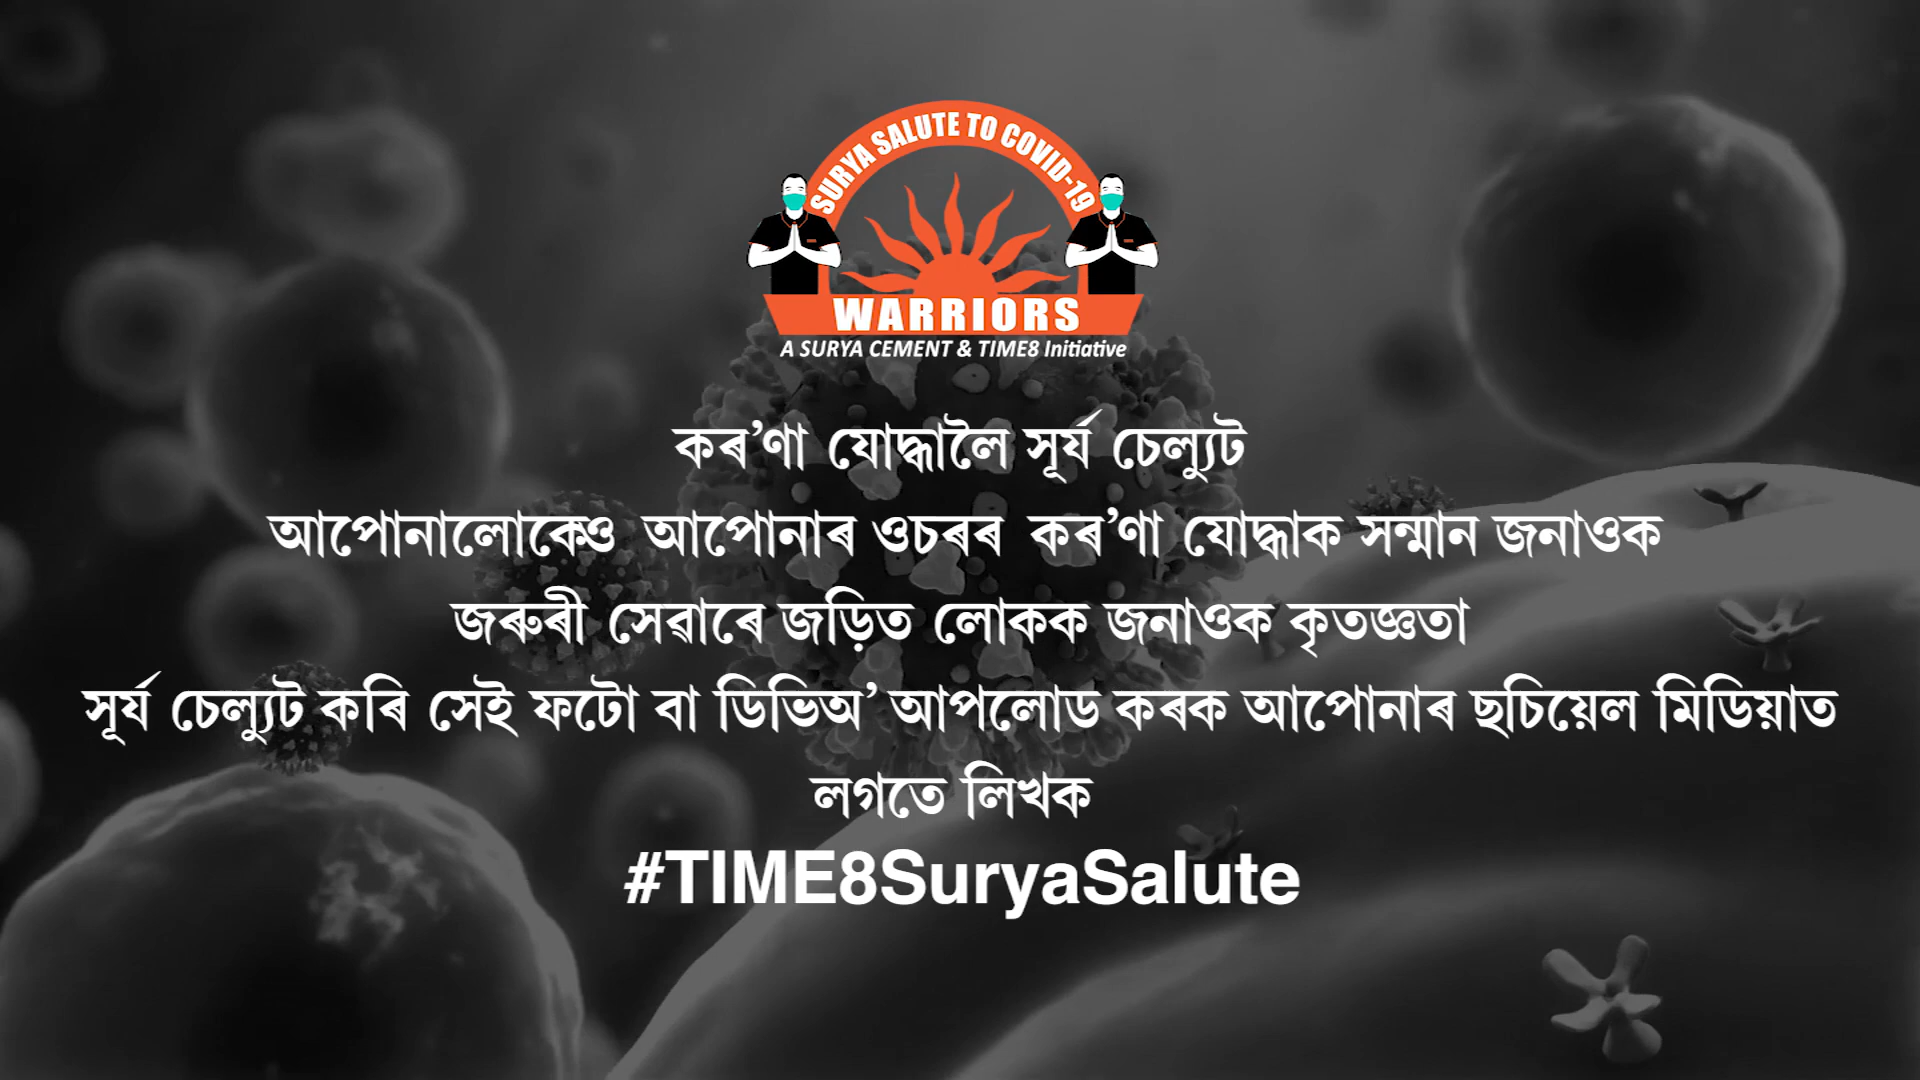 SURYA SALUTE TO COVID-19
WARRIORS
A SURYA CEMENT & TIME8 Initiative
কৰ'ণা যোদ্ধালৈ সূৰ্য চেল্যুট
আপোনালোকেও আপোনাৰ ওচৰৰ কৰ'ণা যোদ্ধাক সন্মান জনাওক
জৰুৰী সেৱাৰে জড়িত লোকক জনাওক কৃতজ্ঞতা
সূৰ্য চেল্যুট কৰি সেই ফটো বা ডিভিঅ' আপলোড কৰক আপোনাৰ ছচিয়েল মিডিয়াত
লগতে লিখক
#TIME8SuryaSalute